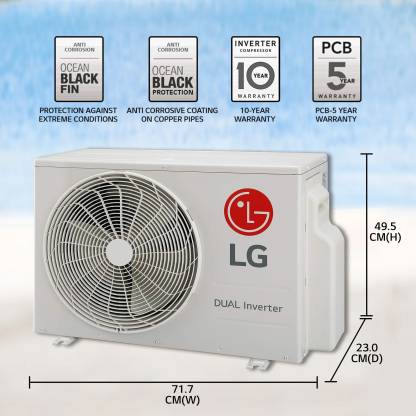 ANTI
CORROSION
OCEAN
BLACK
FIN
PROTECTION AGAINST
EXTREME CONDITIONS
ANTI
CORROSION
OCEAN
BLACK
PROTECTION
ANTI CORROSIVE COATING
ON COPPER PIPES
INVERTER
COMPRESSOR
10 YEAR
WARRANTY
10-YEAR
WARRANTY
PCB
5 YEAR
WARRANTY
PCB-5 YEAR
WARRANTY
LG
LG
DUAL Inverter
49.5
CM(H)
23.0
CM(D)
71.7
CM(W)